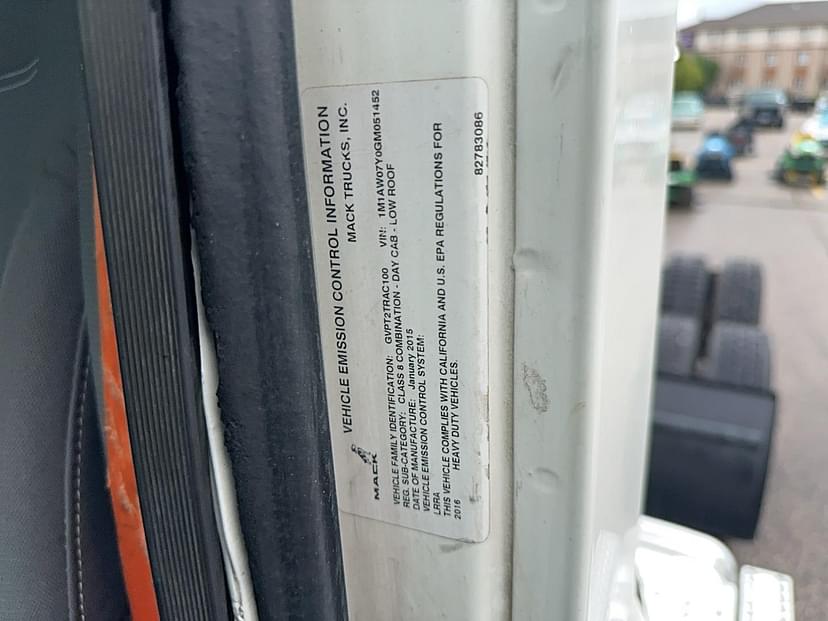 VEHICLE EMISSION CONTROL INFORMATION
MACK TRUCKS, INC.
MACK
VEHICLE FAMILY IDENTIFICATION: GVPT2TRAC100 VIN: 1M1AW07Y0GM051452
REG. SUB-CATEGORY: CLASS 8 COMBINATION - DAY CAB - LOW ROOF
DATE OF MANUFACTURE: January 2015
VEHICLE EMISSION CONTROL SYSTEM:
LRRA
THIS VEHICLE COMPLIES WITH CALIFORNIA AND U.S. EPA REGULATIONS FOR
2016 HEAVY DUTY VEHICLES.
82783086